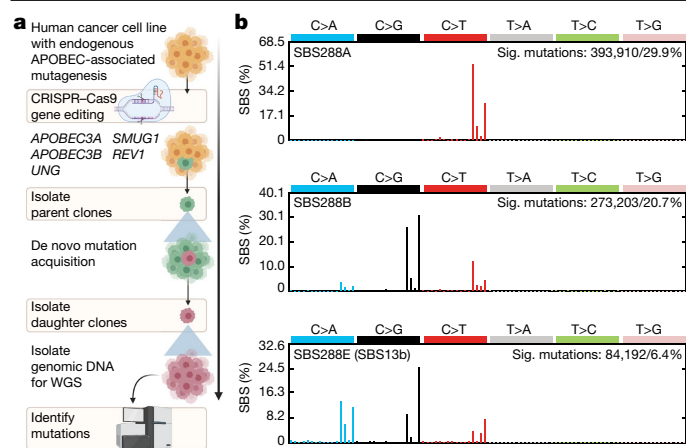 a
Human cancer cell line
with endogenous
APOBEC-associated
mutagenesis
CRISPR–Cas9
gene editing
APOBEC3A SMUG1
APOBEC3B REV1
UNG
Isolate
parent clones
De novo mutation
acquisition
Isolate
daughter clones
Isolate
genomic DNA
for WGS
Identify
mutations
b
C>A C>G C>T T>A T>C T>G
SBS288A Sig. mutations: 393,910/29.9%
SBS (%)
68.5
51.4
34.2
17.1
0
C>A C>G C>T T>A T>C T>G
SBS288B Sig. mutations: 273,203/20.7%
SBS (%)
40.1
30.1
20.1
10.0
0
C>A C>G C>T T>A T>C T>G
SBS288E (SBS13b) Sig. mutations: 84,192/6.4%
SBS (%)
32.6
24.5
16.3
8.2
0